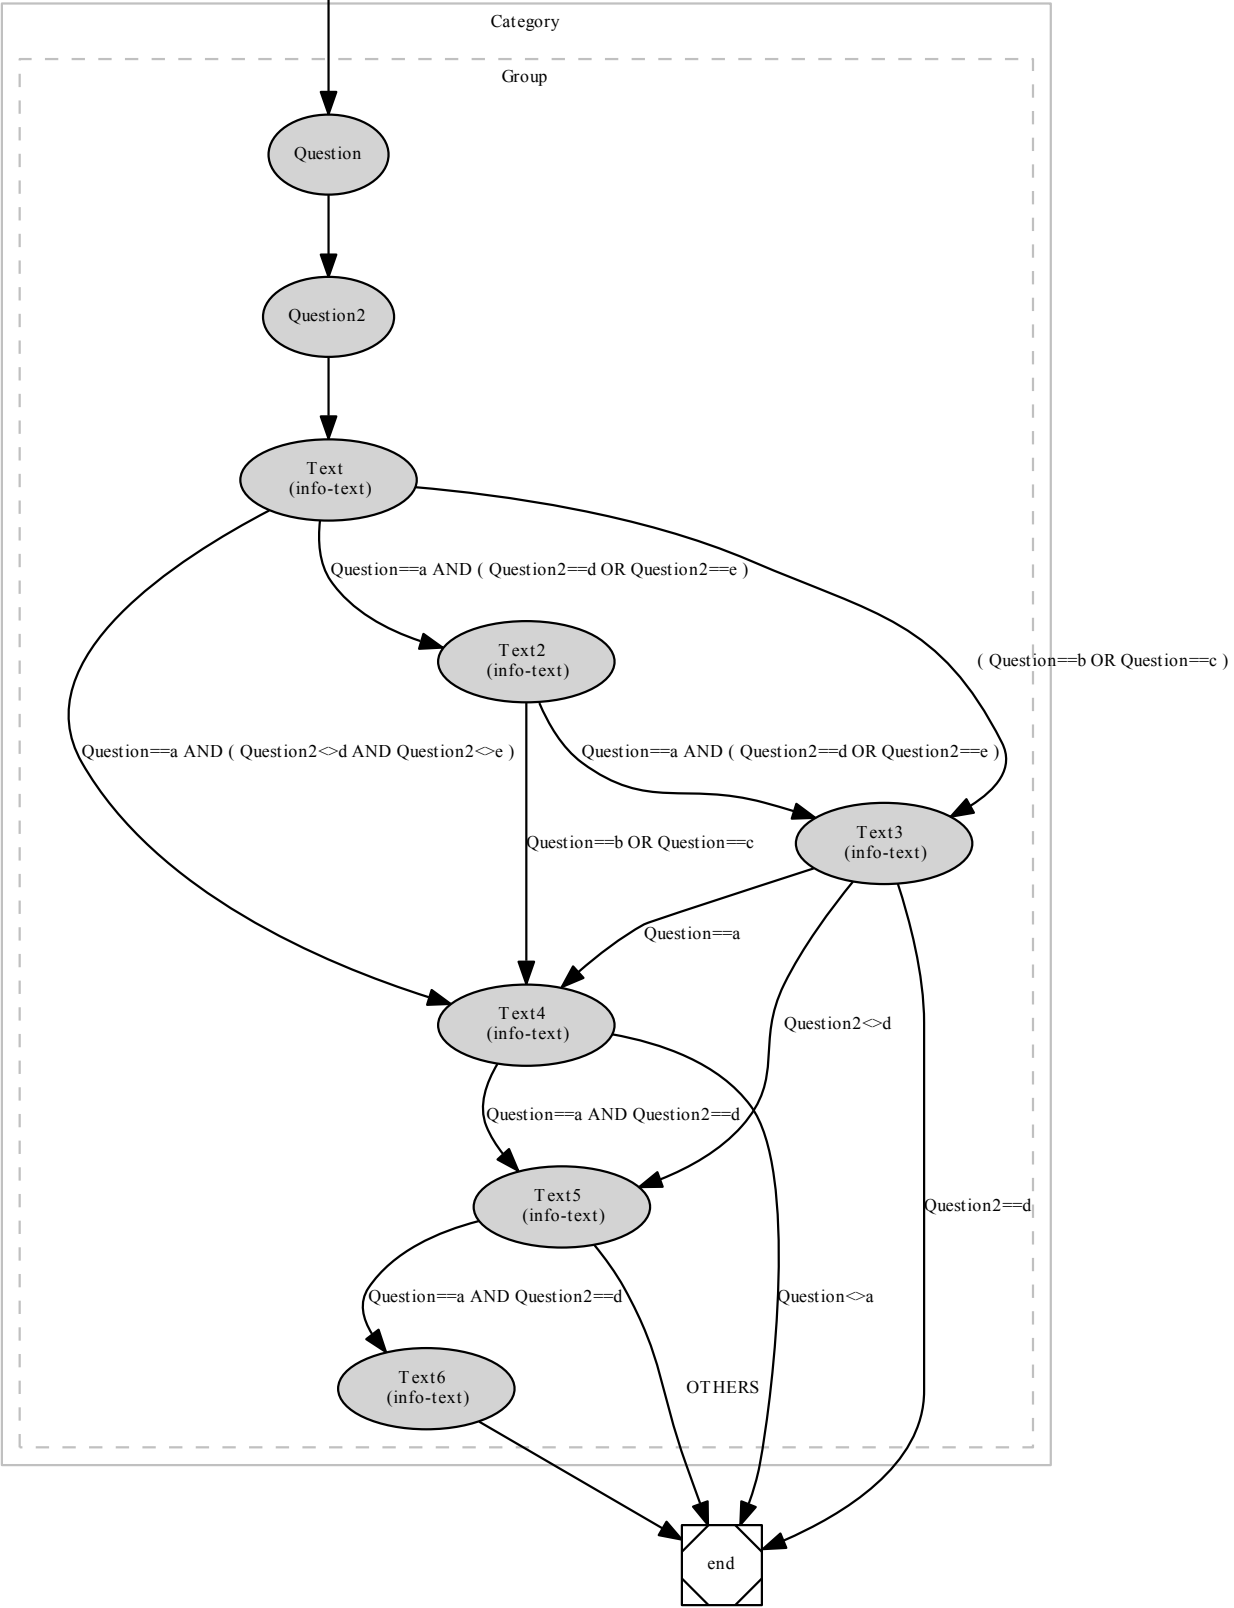 Category
Group
Question
Question2
Text
(info-text)
Question==a AND ( Question2==d OR Question2==e )
Text2
(info-text)
( Question==b OR Question==c )
Question==a AND ( Question2<>d AND Question2<>e )
Question==a AND ( Question2==d OR Question2==e )
Text3
(info-text)
Question==b OR Question==c
Question==a
Text4
(info-text)
Question2<>d
Question==a AND Question2==d
Text5
(info-text)
Question2==d
Question==a AND Question2==d
Question<>a
Text6
(info-text)
OTHERS
end